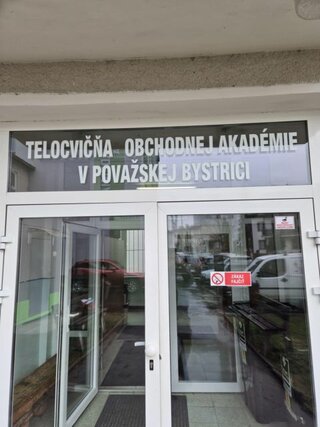 TELOCVIČŇA OBCHODNEJ AKADÉMIE
V POVAŽSKEJ BYSTRICI
ZÁKAZ
FAJČIŤ